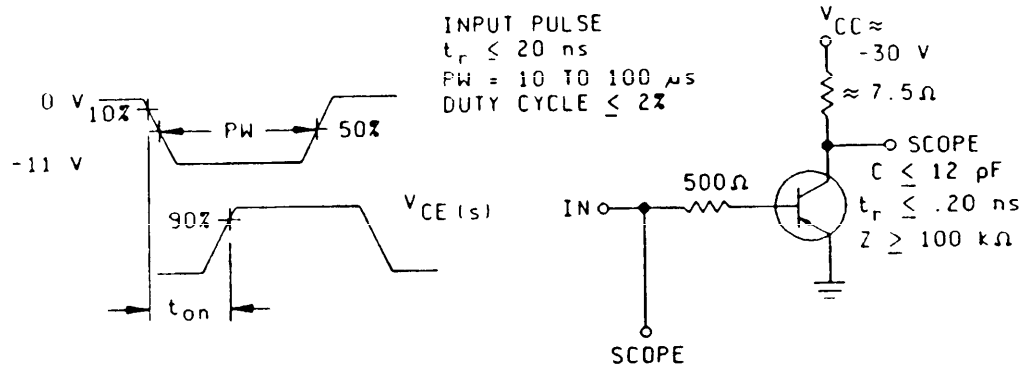 INPUT PULSE
t_r ≤ 20 ns
PW = 10 TO 100 μs
DUTY CYCLE ≤ 2%
0 V
10%
PW
50%
-11 V
90%
V_CE(s)
t_on
V_CC ≈
-30 V
≈ 7.5Ω
SCOPE
C ≤ 12 pF
t_r ≤ .20 ns
Z ≥ 100 kΩ
500Ω
IN
SCOPE